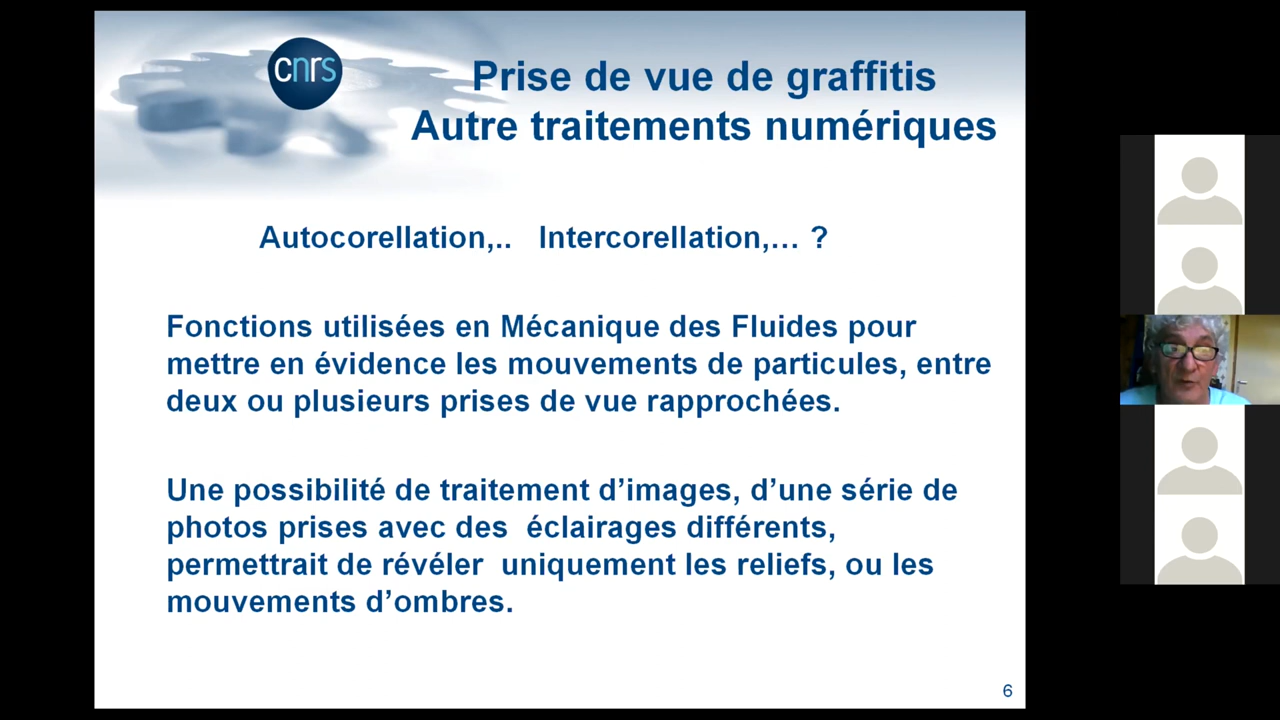 cnrs
Prise de vue de graffitis
Autre traitements numériques
Autocorellation,.. Intercorellation,… ?
Fonctions utilisées en Mécanique des Fluides pour
mettre en évidence les mouvements de particules, entre
deux ou plusieurs prises de vue rapprochées.
Une possibilité de traitement d’images, d’une série de
photos prises avec des éclairages différents,
permettrait de révéler uniquement les reliefs, ou les
mouvements d’ombres.
6